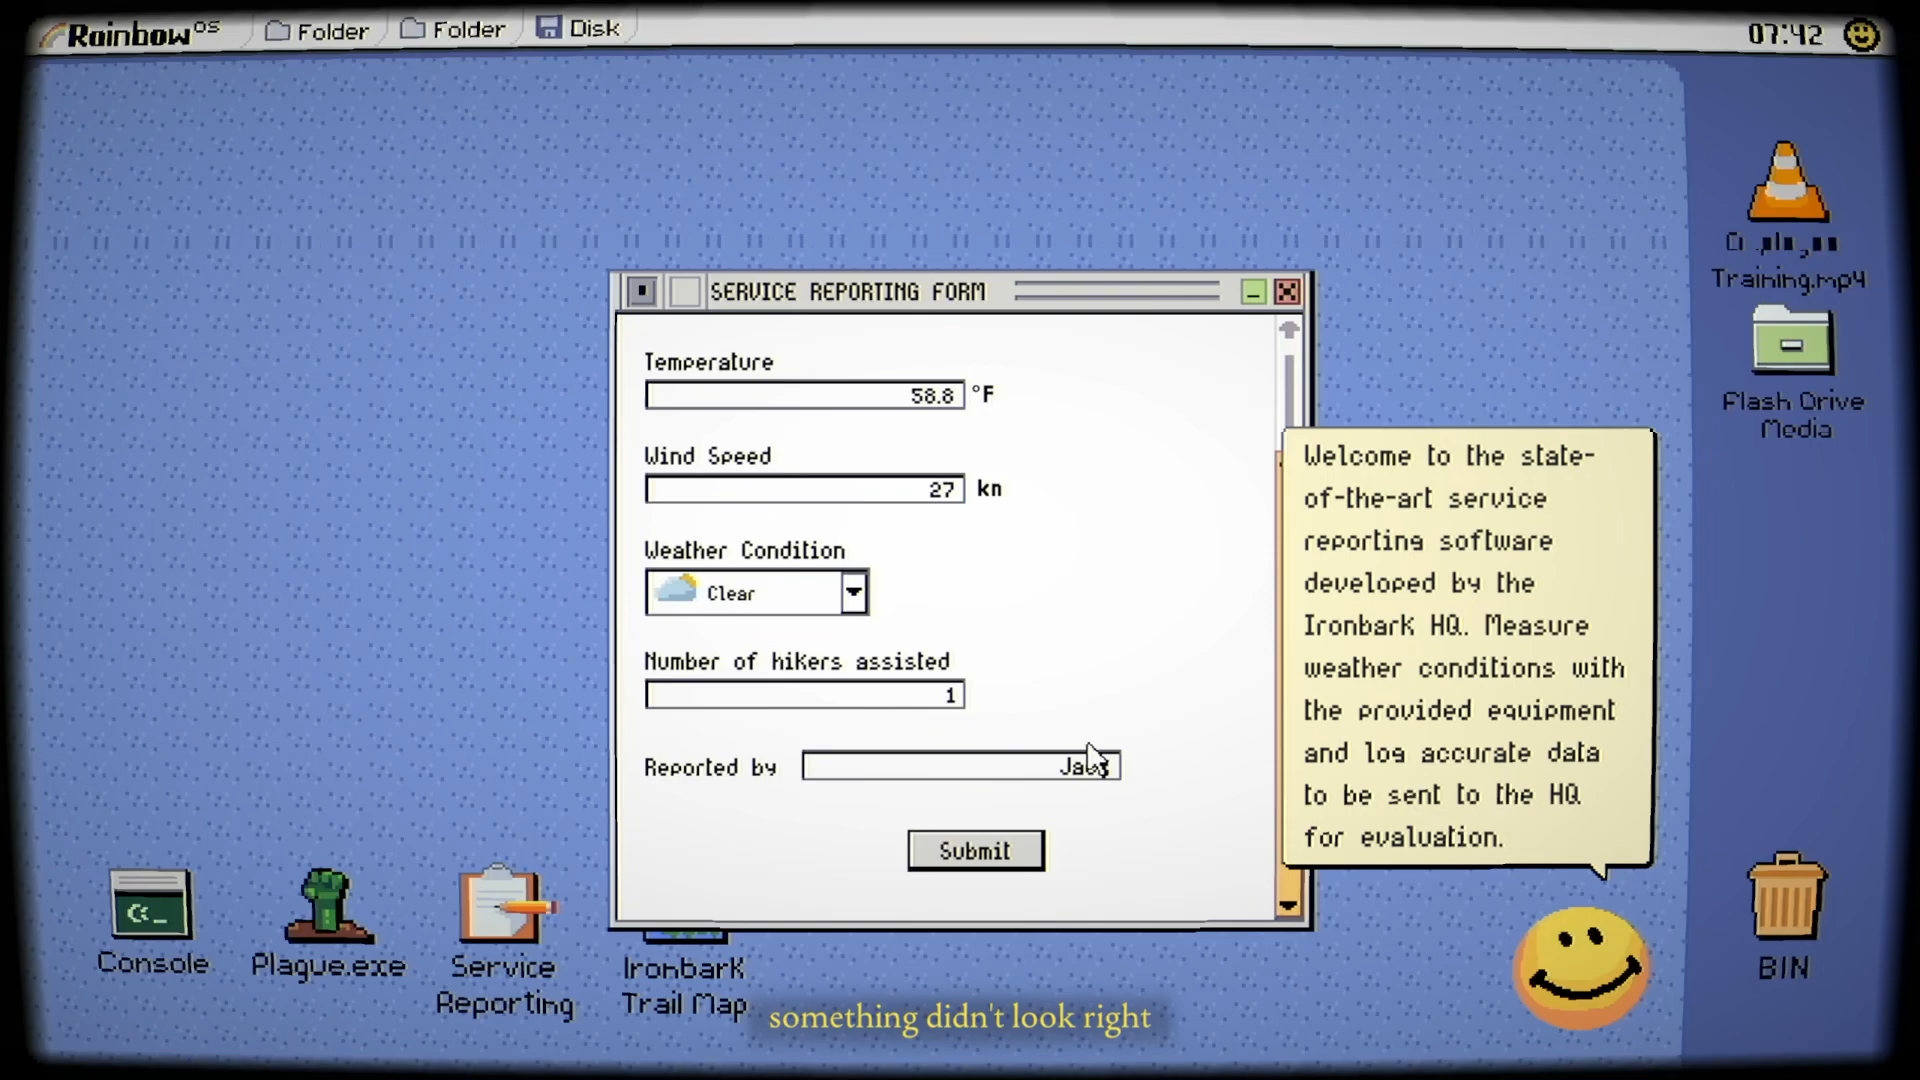 RainbowOS
Folder
Folder
Disk
07:42
Training.mp4
Flash Drive
Media
SERVICE REPORTING FORM
Temperature
58.8 °F
Wind Speed
27 kn
Weather Condition
Clear
Number of hikers assisted
1
Reported by
Submit
Welcome to the state-
of-the-art service
reporting software
developed by the
Ironbark HQ. Measure
weather conditions with
the provided equipment
and log accurate data
to be sent to the HQ
for evaluation.
Console
Plague.exe
Service
Reporting
Ironbark
Trail Map
BIN
something didn't look right